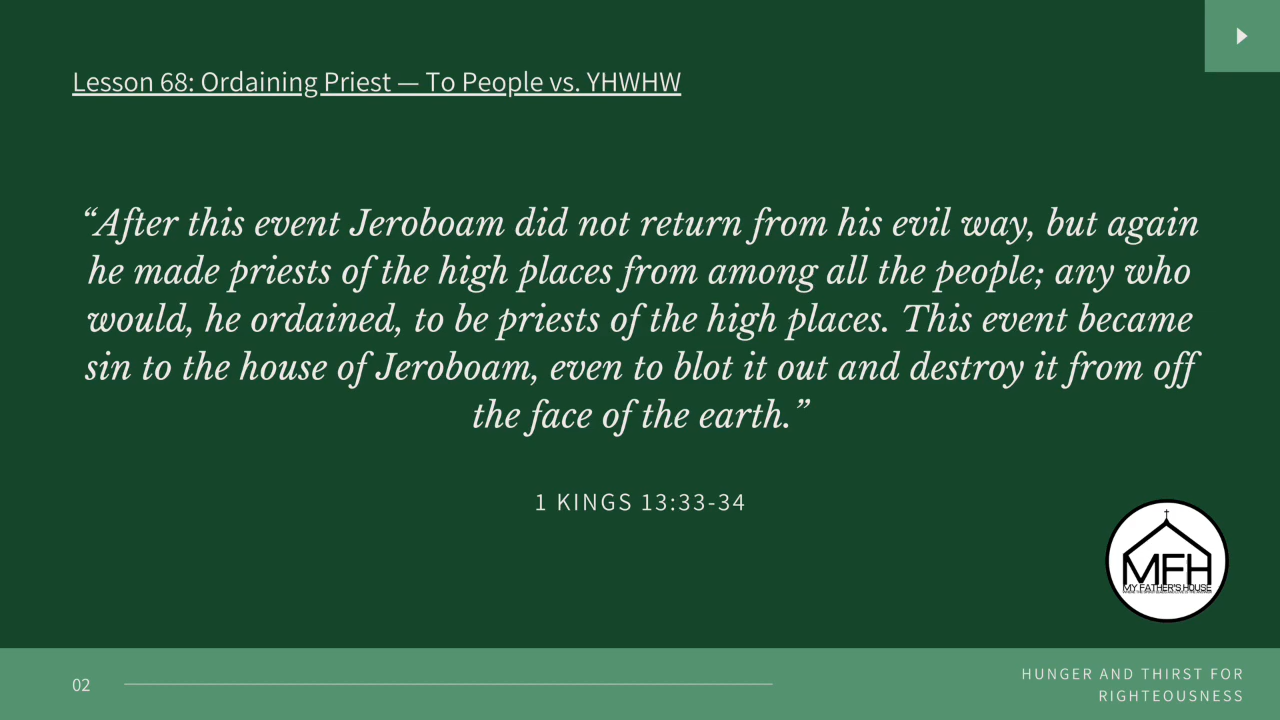 Lesson 68: Ordaining Priest — To People vs. YHWHW
“After this event Jeroboam did not return from his evil way, but again
he made priests of the high places from among all the people; any who
would, he ordained, to be priests of the high places. This event became
sin to the house of Jeroboam, even to blot it out and destroy it from off
the face of the earth.”
1 KINGS 13:33-34
MFH
MY FATHER'S HOUSE
02
HUNGER AND THIRST FOR
RIGHTEOUSNESS